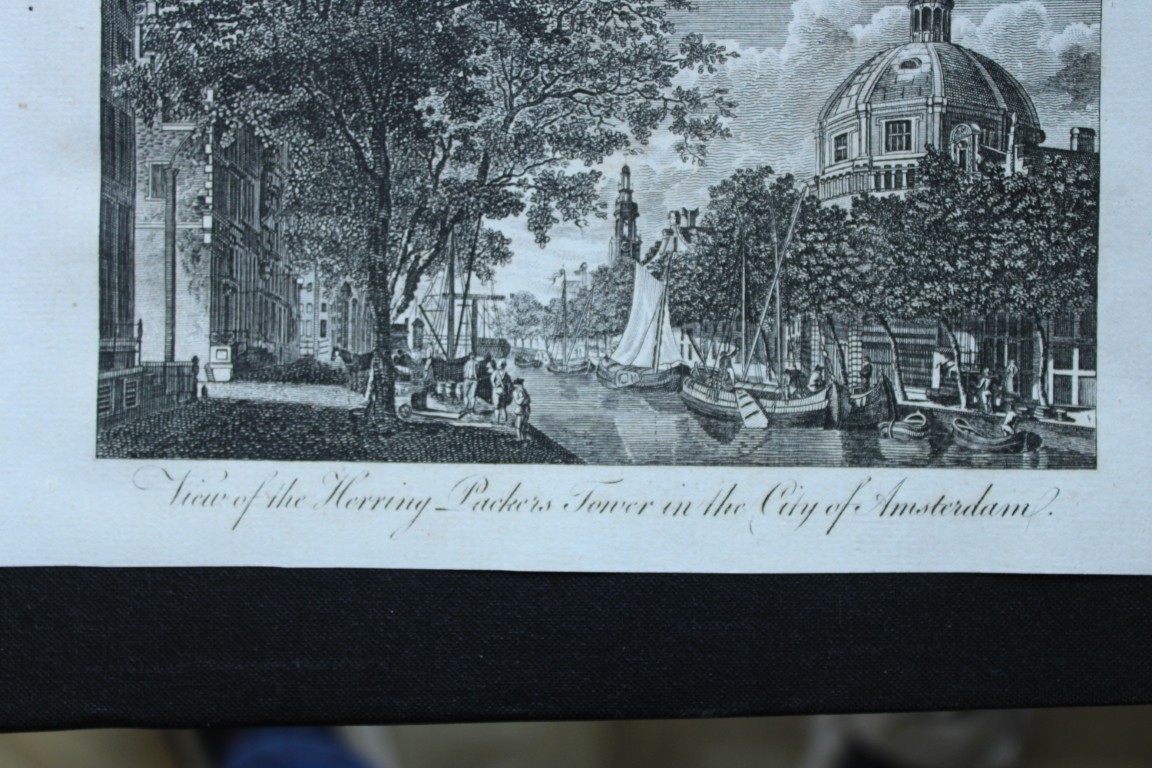 View of the Herring-Packers Tower in the City of Amsterdam.